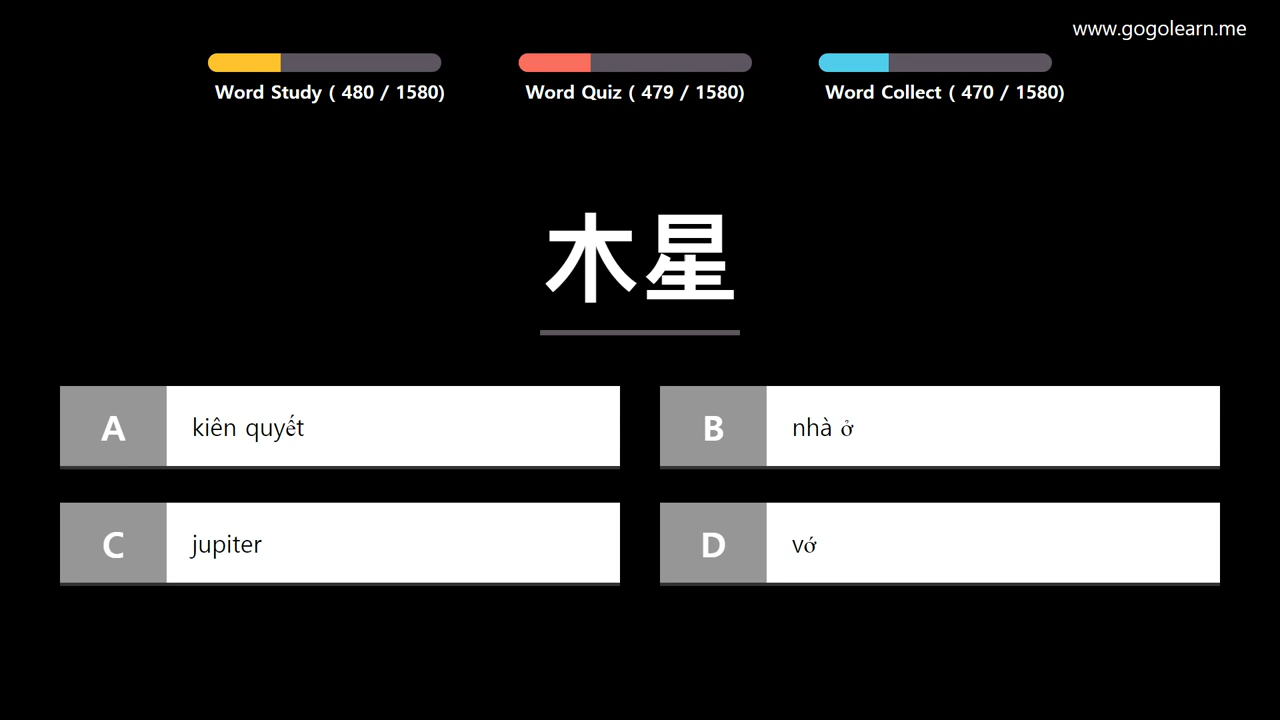 www.gogolearn.me
Word Study ( 480 / 1580)
Word Quiz ( 479 / 1580)
Word Collect ( 470 / 1580)
木星
A kiên quyết
B nhà ở
C jupiter
D vớ